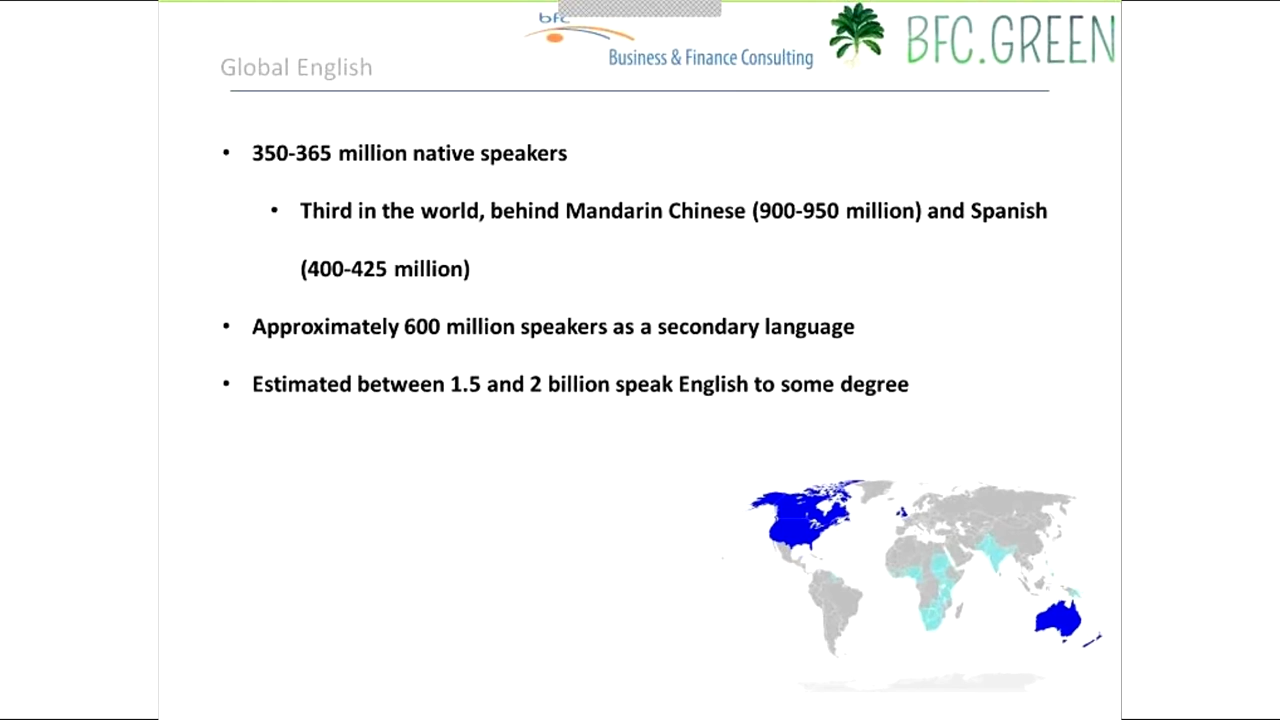 bfc
Business & Finance Consulting
BFC.GREEN
Global English
• 350-365 million native speakers
• Third in the world, behind Mandarin Chinese (900-950 million) and Spanish
(400-425 million)
• Approximately 600 million speakers as a secondary language
• Estimated between 1.5 and 2 billion speak English to some degree